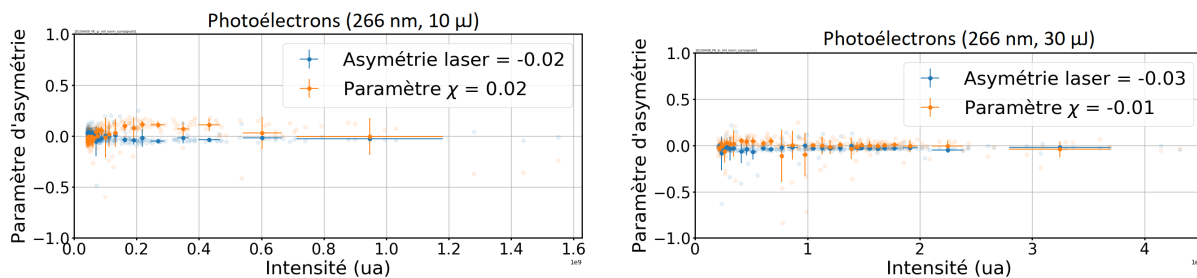 Photoélectrons (266 nm, 10 µJ)
Paramètre d'asymétrie
1.0
0.5
0.0
−0.5
−1.0
Asymétrie laser = -0.02
Paramètre χ = 0.02
0.0 0.2 0.4 0.6 0.8 1.0 1.2 1.4 1.6
1e9
Intensité (ua)
Photoélectrons (266 nm, 30 µJ)
Paramètre d'asymétrie
1.0
0.5
0.0
−0.5
−1.0
Asymétrie laser = -0.03
Paramètre χ = -0.01
0 1 2 3 4
Intensité (ua)